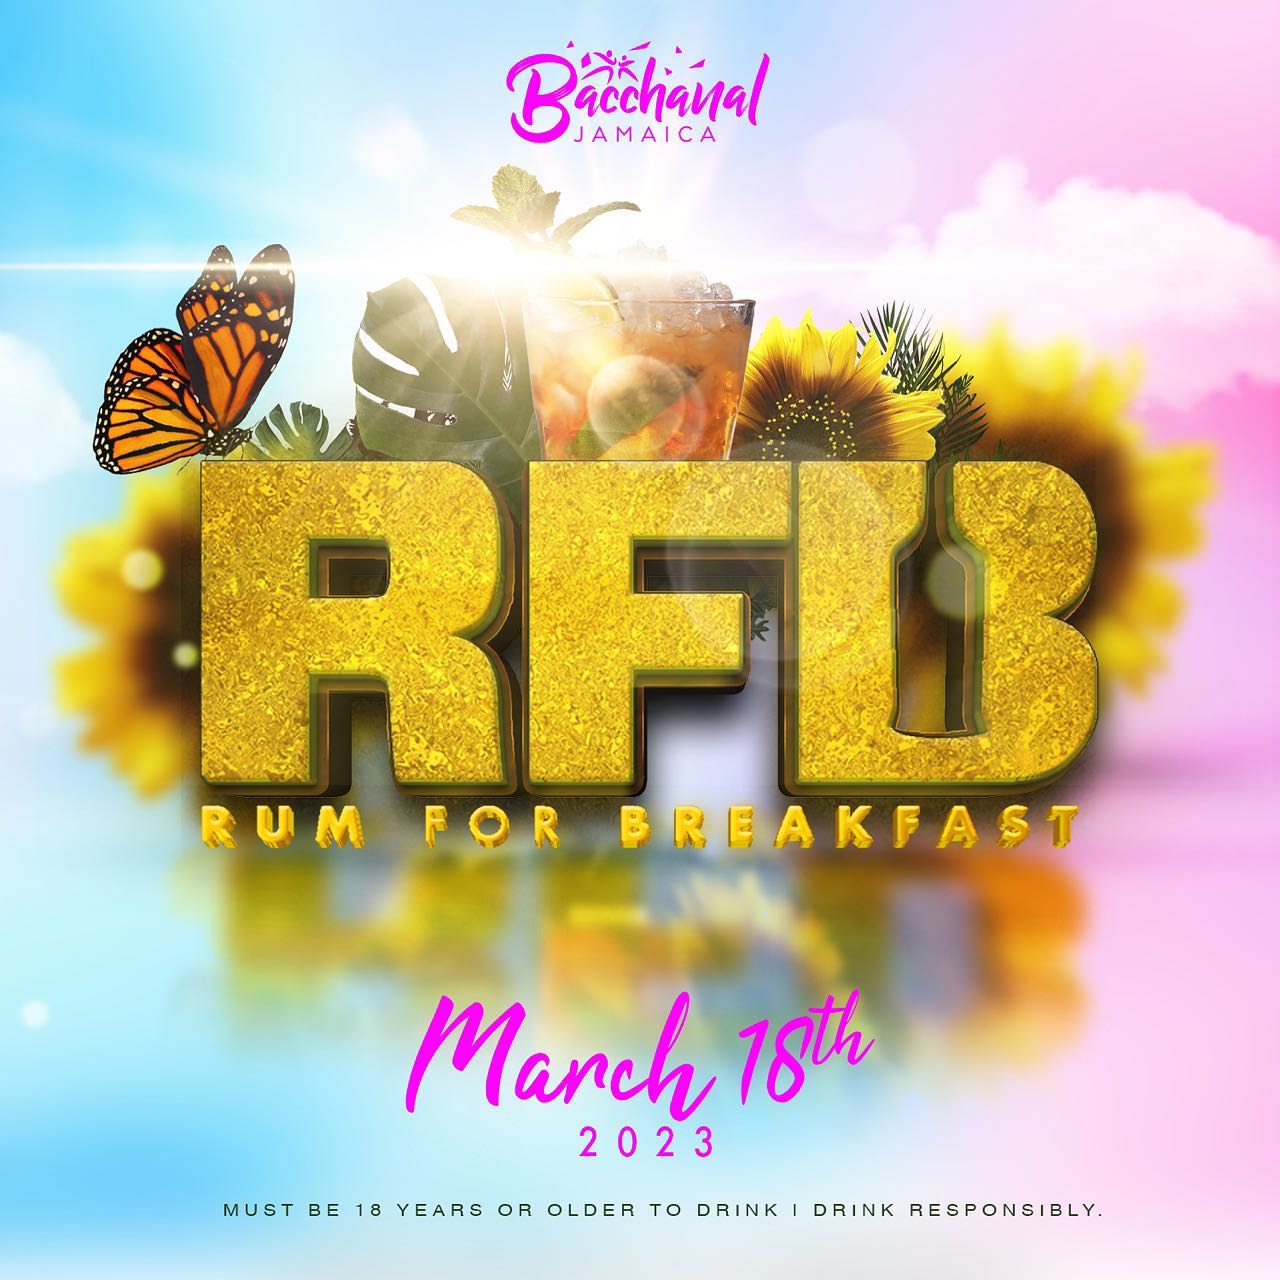 Bacchanal
JAMAICA
RFB
RUM FOR BREAKFAST
March 18th
2023
MUST BE 18 YEARS OR OLDER TO DRINK | DRINK RESPONSIBLY.